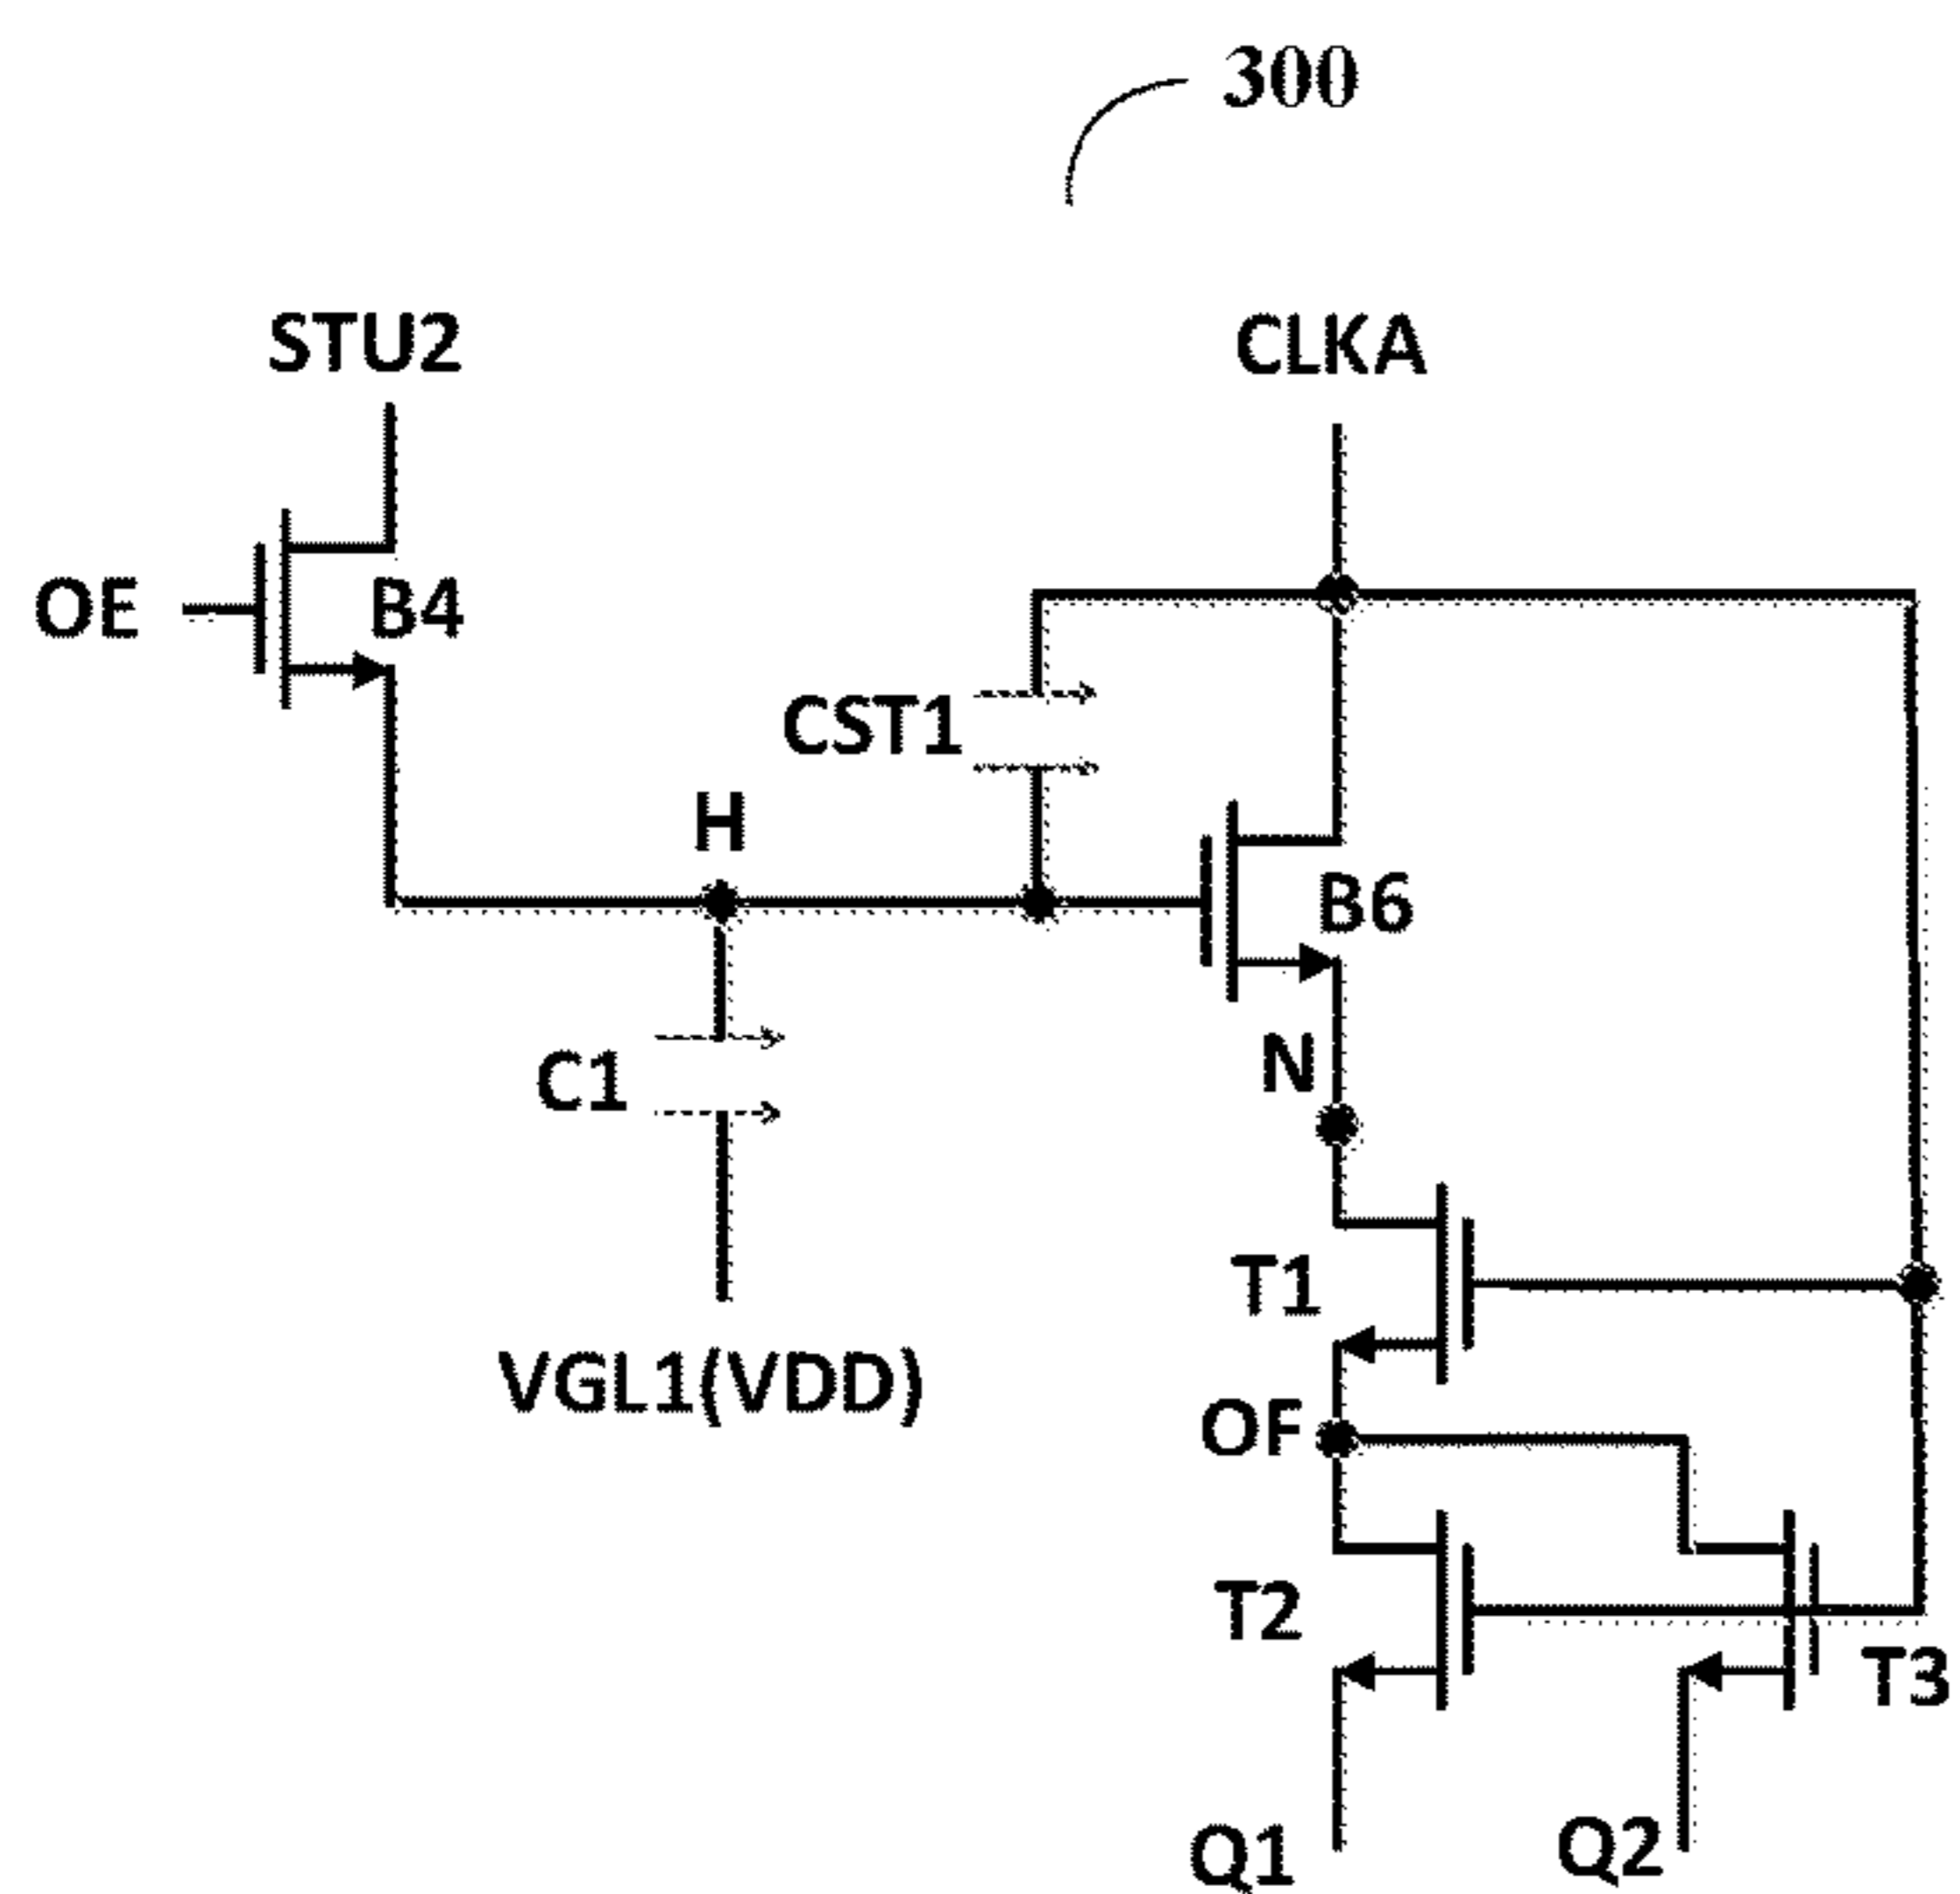 300
STU2
CLKA
OE
B4
CST1
H
B6
N
C1
T1
VGL1(VDD)
OF
T2
T3
Q1
Q2